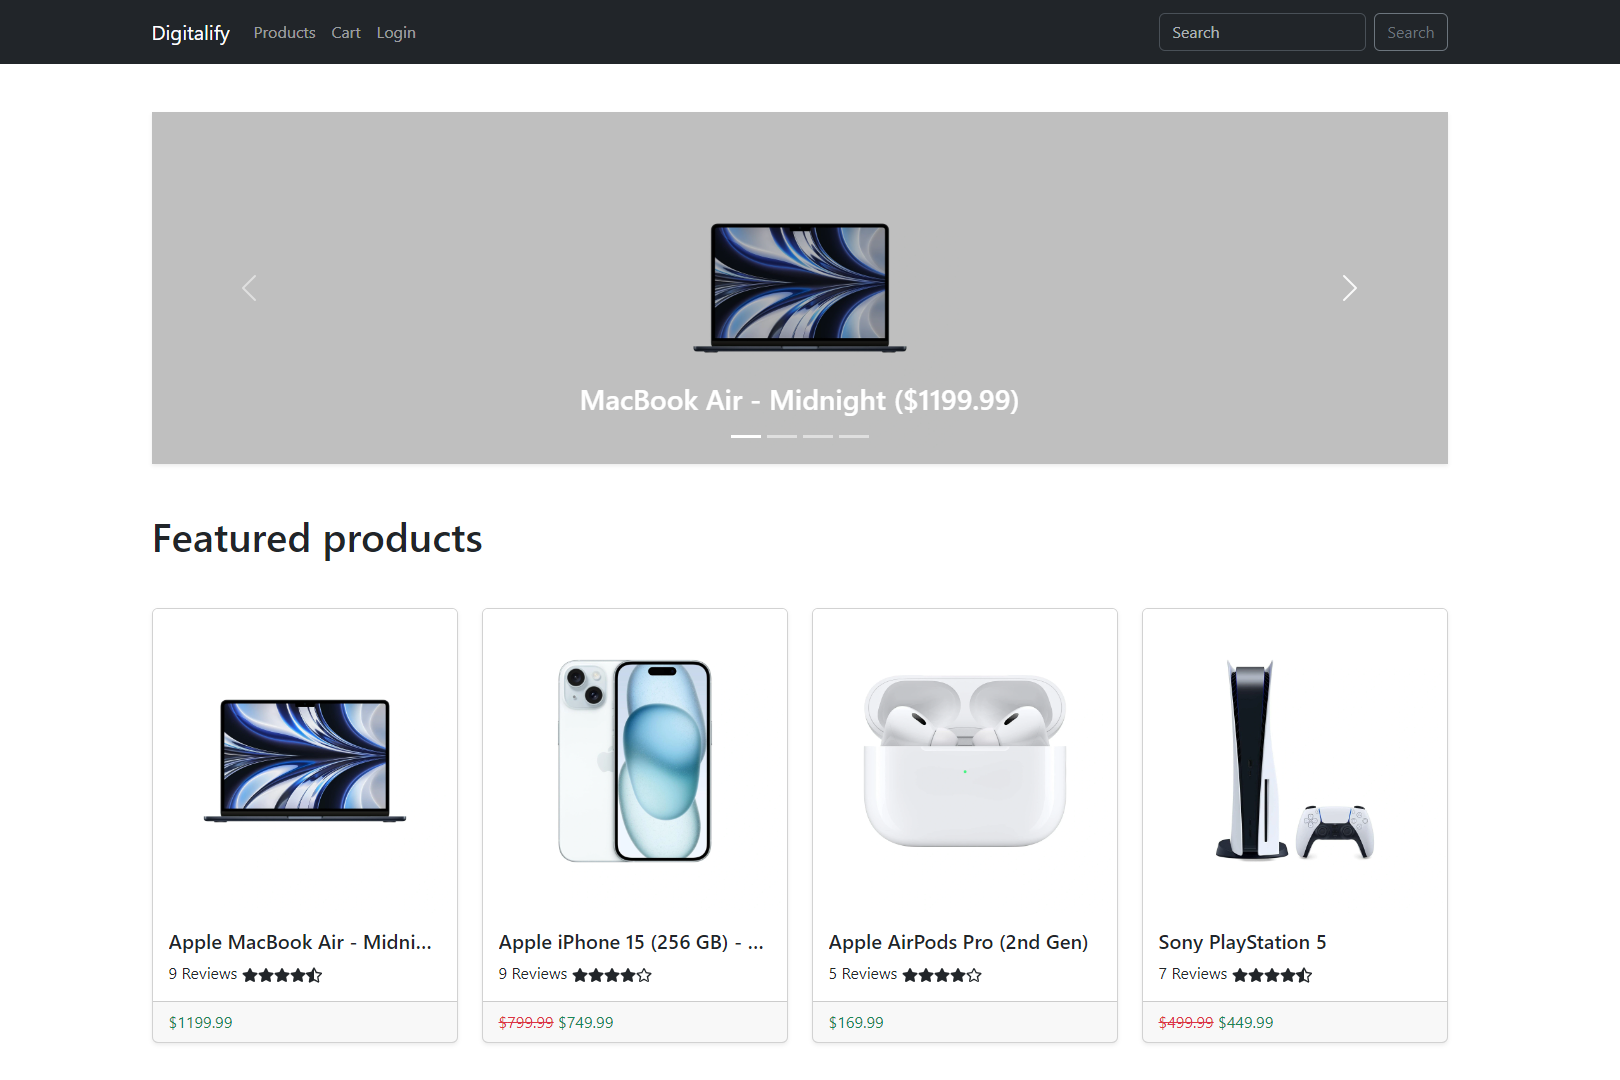 Digitalify Products Cart Login Search Search
MacBook Air - Midnight ($1199.99)
Featured products
Apple MacBook Air - Midni...
9 Reviews
$1199.99
Apple iPhone 15 (256 GB) - ...
9 Reviews
$799.99 $749.99
Apple AirPods Pro (2nd Gen)
5 Reviews
$169.99
Sony PlayStation 5
7 Reviews
$499.99 $449.99